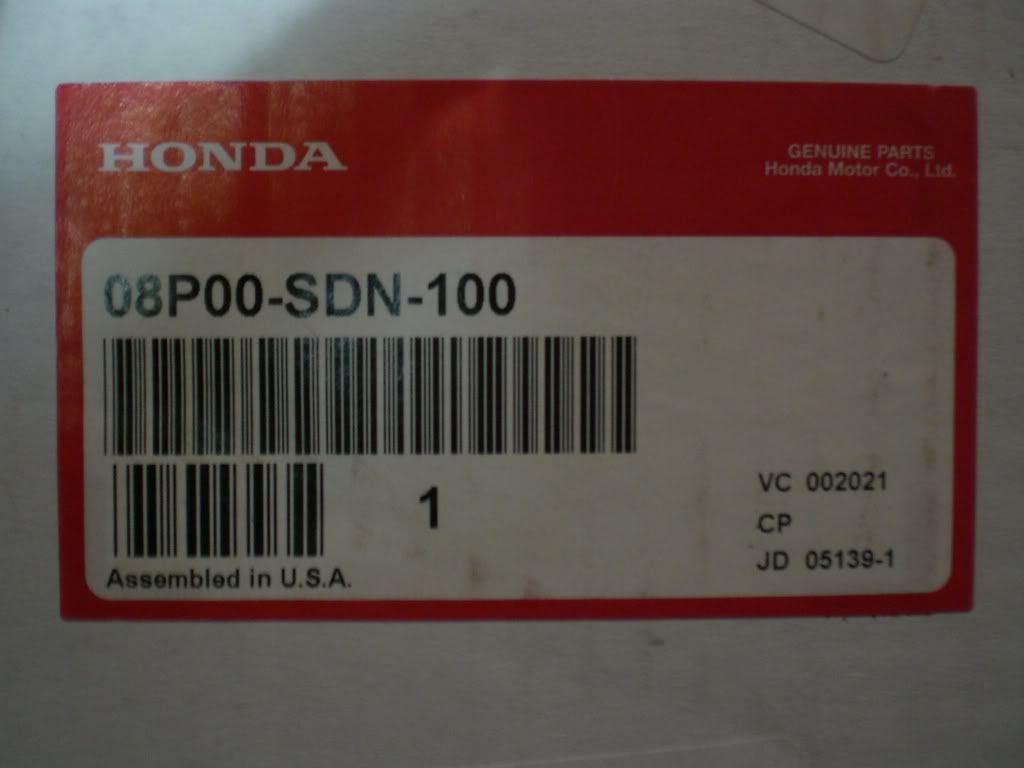 HONDA
GENUINE PARTS
Honda Motor Co., Ltd.
08P00-SDN-100
1
VC 002021
CP
JD 05139-1
Assembled in U.S.A.